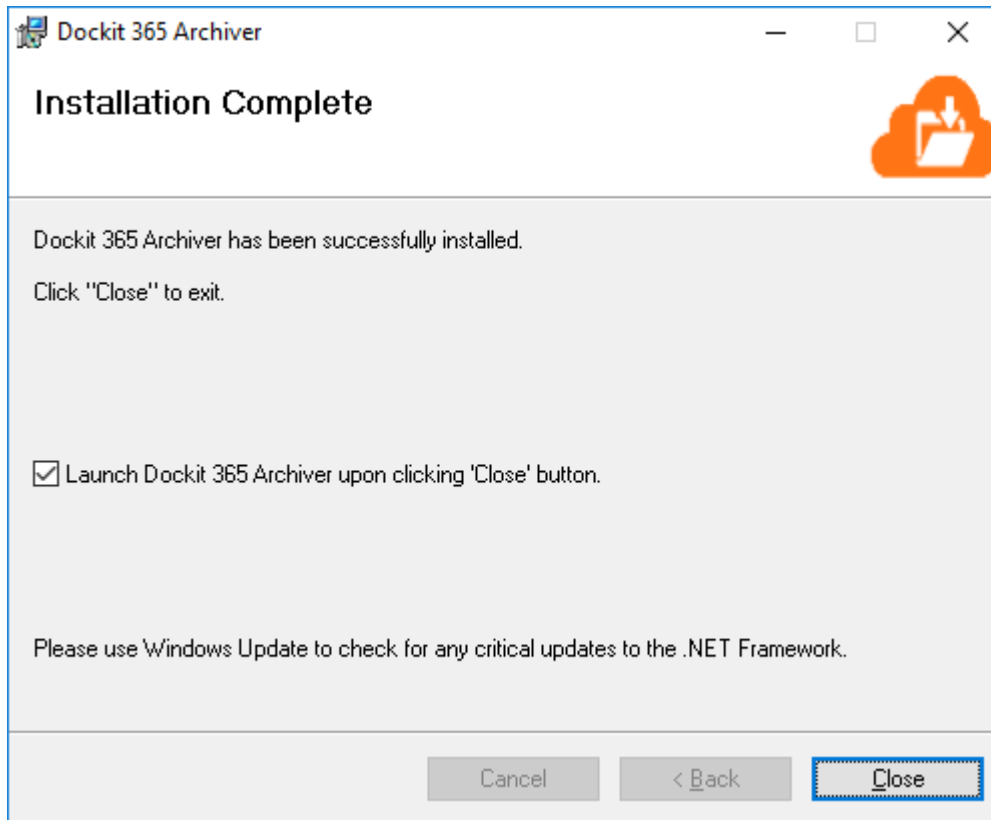 Dockit 365 Archiver
Installation Complete
Dockit 365 Archiver has been successfully installed.
Click "Close" to exit.
Launch Dockit 365 Archiver upon clicking 'Close' button.
Please use Windows Update to check for any critical updates to the .NET Framework.
Cancel
< Back
Close